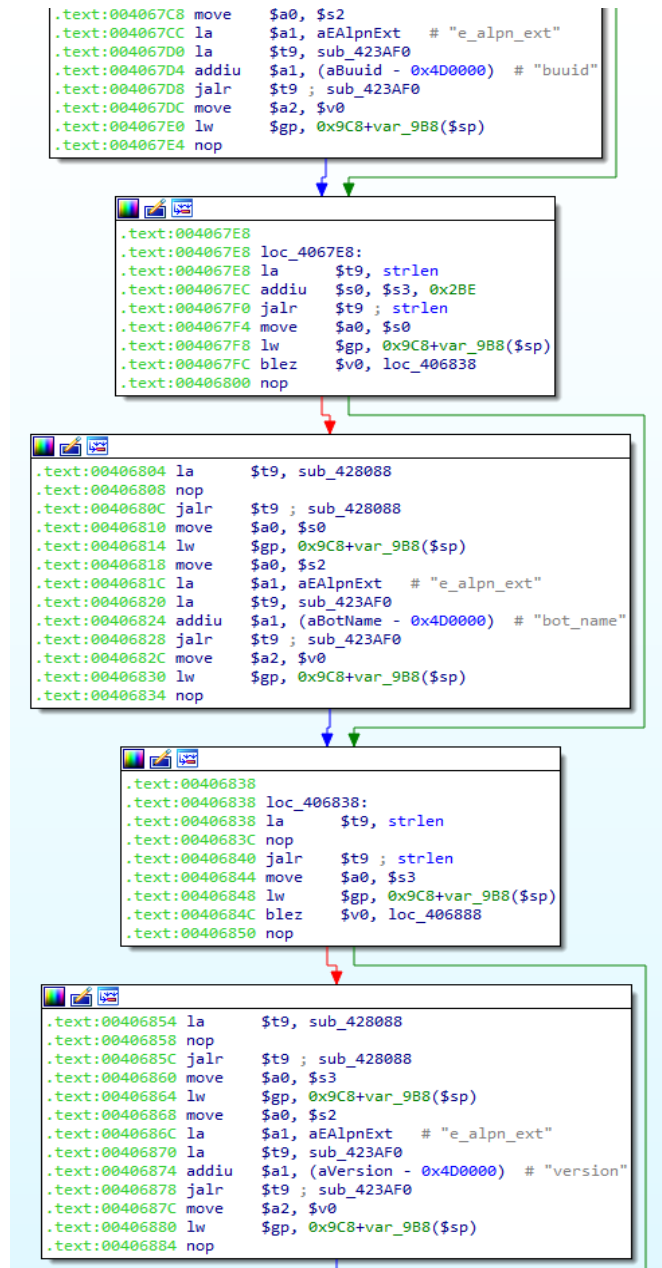 .text:004067C8 move $a0, $s2
.text:004067CC la $a1, aEAlpnExt # "e_alpn_ext"
.text:004067D0 la $t9, sub_423AF0
.text:004067D4 addiu $a1, (aBuuid - 0x4D0000) # "buuid"
.text:004067D8 jalr $t9 ; sub_423AF0
.text:004067DC move $a2, $v0
.text:004067E0 lw $gp, 0x9C8+var_9B8($sp)
.text:004067E4 nop
.text:004067E8
.text:004067E8 loc_4067E8:
.text:004067E8 la $t9, strlen
.text:004067EC addiu $s0, $s3, 0x2BE
.text:004067F0 jalr $t9 ; strlen
.text:004067F4 move $a0, $s0
.text:004067F8 lw $gp, 0x9C8+var_9B8($sp)
.text:004067FC blez $v0, loc_406838
.text:00406800 nop
.text:00406804 la $t9, sub_428088
.text:00406808 nop
.text:0040680C jalr $t9 ; sub_428088
.text:00406810 move $a0, $s0
.text:00406814 lw $gp, 0x9C8+var_9B8($sp)
.text:00406818 move $a0, $s2
.text:0040681C la $a1, aEAlpnExt # "e_alpn_ext"
.text:00406820 la $t9, sub_423AF0
.text:00406824 addiu $a1, (aBotName - 0x4D0000) # "bot_name"
.text:00406828 jalr $t9 ; sub_423AF0
.text:0040682C move $a2, $v0
.text:00406830 lw $gp, 0x9C8+var_9B8($sp)
.text:00406834 nop
.text:00406838
.text:00406838 loc_406838:
.text:00406838 la $t9, strlen
.text:0040683C nop
.text:00406840 jalr $t9 ; strlen
.text:00406844 move $a0, $s3
.text:00406848 lw $gp, 0x9C8+var_9B8($sp)
.text:0040684C blez $v0, loc_406888
.text:00406850 nop
.text:00406854 la $t9, sub_428088
.text:00406858 nop
.text:0040685C jalr $t9 ; sub_428088
.text:00406860 move $a0, $s3
.text:00406864 lw $gp, 0x9C8+var_9B8($sp)
.text:00406868 move $a0, $s2
.text:0040686C la $a1, aEAlpnExt # "e_alpn_ext"
.text:00406870 la $t9, sub_423AF0
.text:00406874 addiu $a1, (aVersion - 0x4D0000) # "version"
.text:00406878 jalr $t9 ; sub_423AF0
.text:0040687C move $a2, $v0
.text:00406880 lw $gp, 0x9C8+var_9B8($sp)
.text:00406884 nop